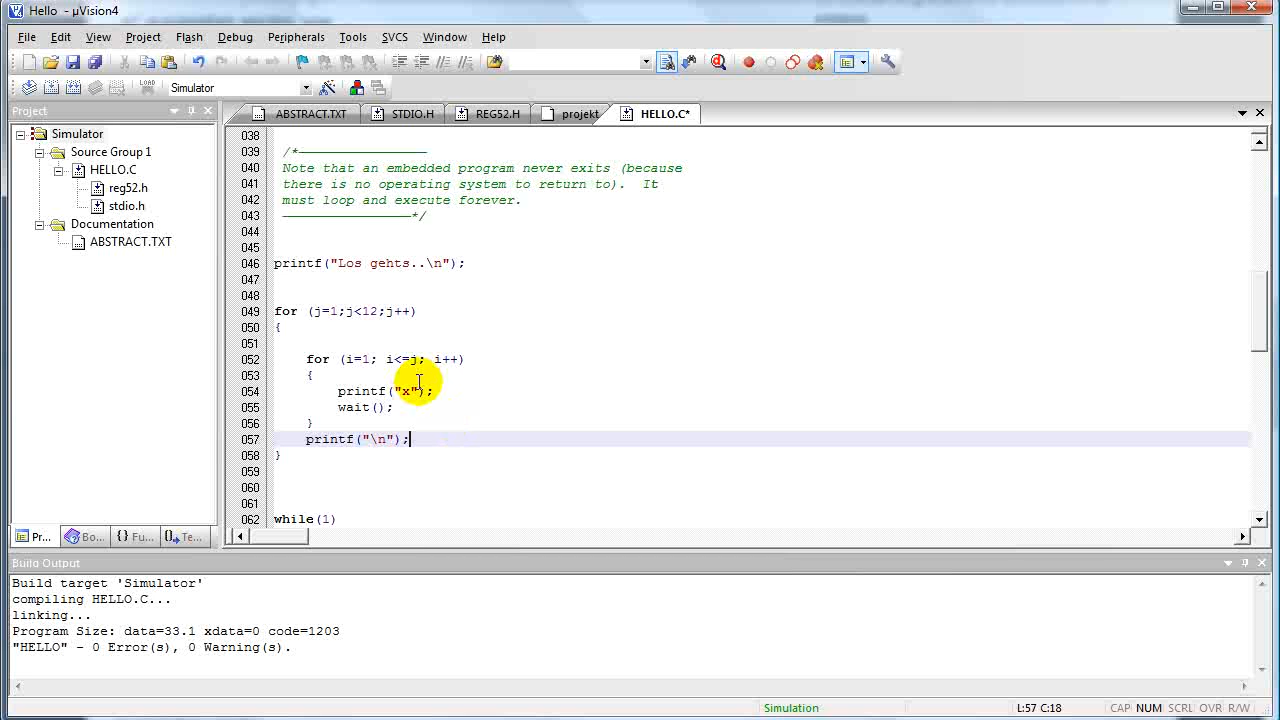 Hello - µVision4
File Edit View Project Flash Debug Peripherals Tools SVCS Window Help
LOAD Simulator
Project
ABSTRACT.TXT STDIO.H REG52.H projekt HELLO.C*
Simulator
Source Group 1
HELLO.C
reg52.h
stdio.h
Documentation
ABSTRACT.TXT
Pr... Bo... {} Fu... Te...
038
039 /*————————————————
040 Note that an embedded program never exits (because
041 there is no operating system to return to).  It
042 must loop and execute forever.
043 ————————————————*/
044
045
046 printf("Los gehts..\n");
047
048
049 for (j=1;j<12;j++)
050 {
051
052     for (i=1; i<=j; i++)
053     {
054         printf("x");
055         wait();
056     }
057     printf("\n");
058 }
059
060
061
062 while(1)
Build Output
Build target 'Simulator'
compiling HELLO.C...
linking...
Program Size: data=33.1 xdata=0 code=1203
"HELLO" - 0 Error(s), 0 Warning(s).
Simulation L:57 C:18 CAP NUM SCRL OVR R/W